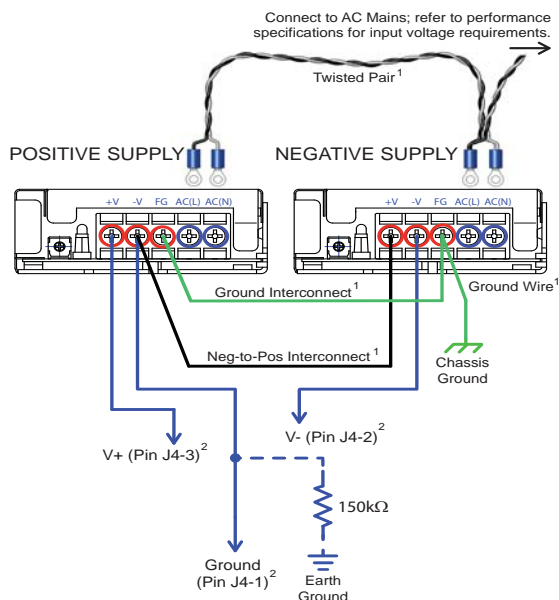 Connect to AC Mains; refer to performance
specifications for input voltage requirements.
Twisted Pair1
POSITIVE SUPPLY
NEGATIVE SUPPLY
+V -V FG AC(L) AC(N)
+V -V FG AC(L) AC(N)
Ground Interconnect1
Ground Wire1
Neg-to-Pos Interconnect1
Chassis
Ground
V+ (Pin J4-3)2
V- (Pin J4-2)2
150kΩ
Ground
(Pin J4-1)2
Earth
Ground